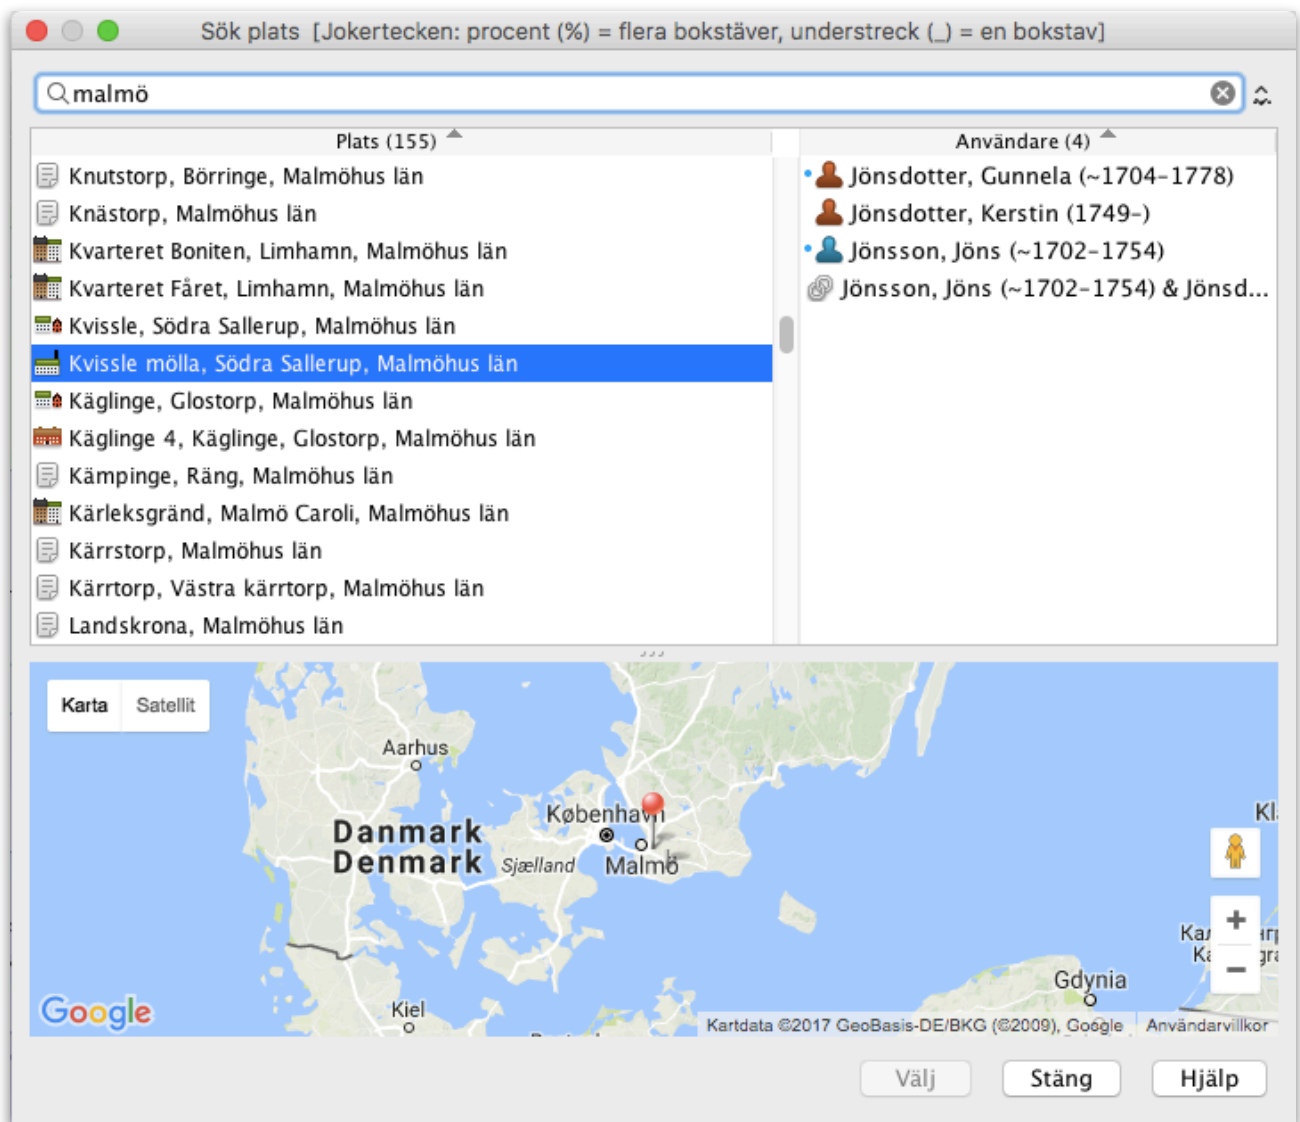 Sök plats [Jokertecken: procent (%) = flera bokstäver, understreck (_) = en bokstav]
malmö
Plats (155)
Användare (4)
Knutstorp, Börringe, Malmöhus län
Knästorp, Malmöhus län
Kvarteret Boniten, Limhamn, Malmöhus län
Kvarteret Fåret, Limhamn, Malmöhus län
Kvissle, Södra Sallerup, Malmöhus län
Kvissle mölla, Södra Sallerup, Malmöhus län
Käglinge, Glostorp, Malmöhus län
Käglinge 4, Käglinge, Glostorp, Malmöhus län
Kämpinge, Räng, Malmöhus län
Kärleksgränd, Malmö Caroli, Malmöhus län
Kärrstorp, Malmöhus län
Kärrtorp, Västra kärrtorp, Malmöhus län
Landskrona, Malmöhus län
Jönsdotter, Gunnela (~1704-1778)
Jönsdotter, Kerstin (1749-)
Jönsson, Jöns (~1702-1754)
Jönsson, Jöns (~1702-1754) & Jönsd...
Karta Satellit
Aarhus
København
Danmark
Denmark
Sjælland
Malmö
Gdynia
Kiel
Google
Kartdata ©2017 GeoBasis-DE/BKG (©2009), Google
Användarvillkor
Välj
Stäng
Hjälp